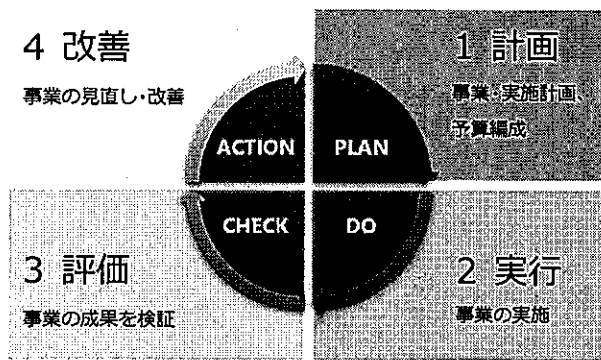 4 改善
事業の見直し・改善
1 計画
事業・実施計画、
予算編成
ACTION
PLAN
CHECK
DO
3 評価
事業の成果を検証
2 実行
事業の実施